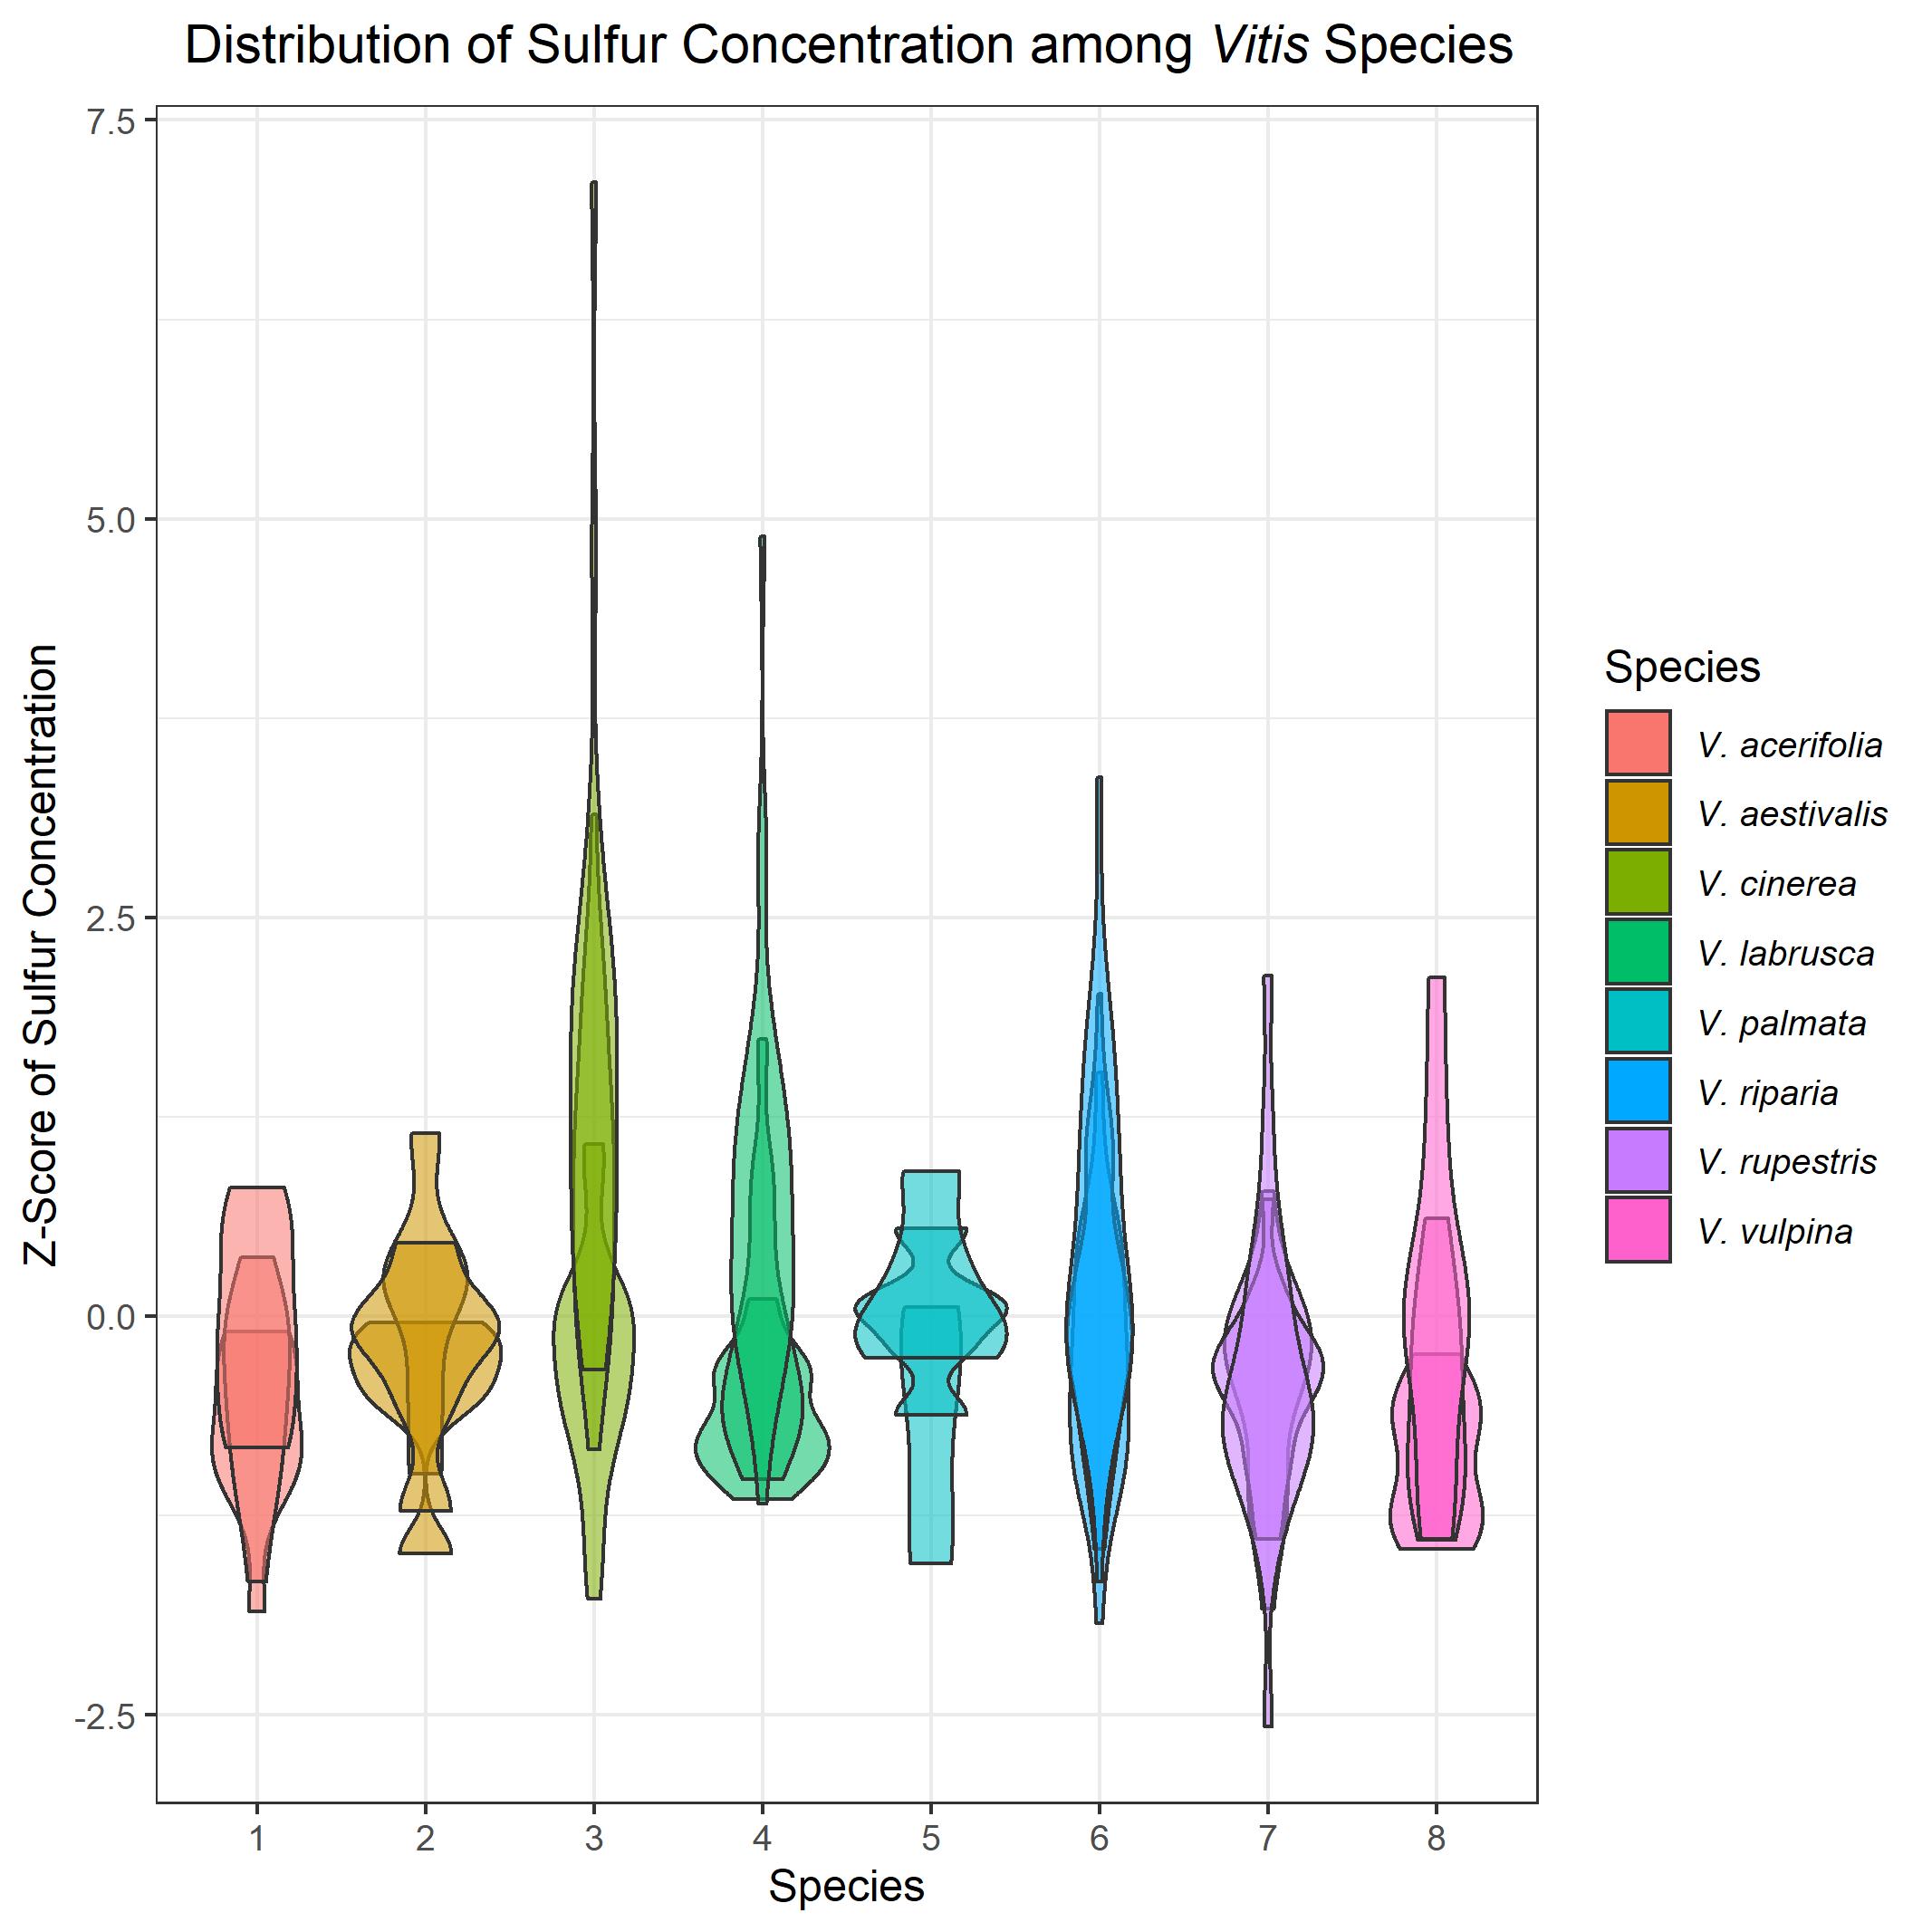 Distribution of Sulfur Concentration among Vitis Species
Z-Score of Sulfur Concentration
7.5
5.0
2.5
0.0
-2.5
1 2 3 4 5 6 7 8
Species
Species
V. acerifolia
V. aestivalis
V. cinerea
V. labrusca
V. palmata
V. riparia
V. rupestris
V. vulpina